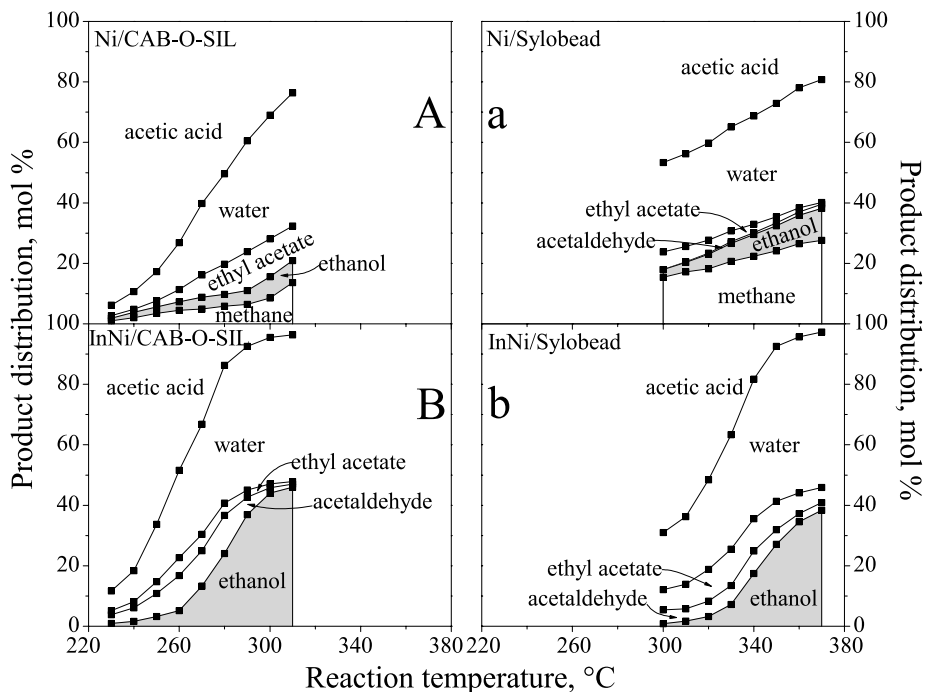 Ni/CAB-O-SIL
A
acetic acid
water
ethyl acetate
ethanol
methane
Ni/Sylobead
a
acetic acid
water
ethyl acetate
acetaldehyde
ethanol
methane
InNi/CAB-O-SIL
B
acetic acid
water
ethyl acetate
acetaldehyde
ethanol
InNi/Sylobead
b
acetic acid
water
ethyl acetate
acetaldehyde
ethanol
100
80
60
40
20
100
80
60
40
20
0
100
80
60
40
20
100
80
60
40
20
0
180
220
260
300
340
220
260
300
340
380
Product distribution, mol %
Product distribution, mol %
Reaction temperature, °C